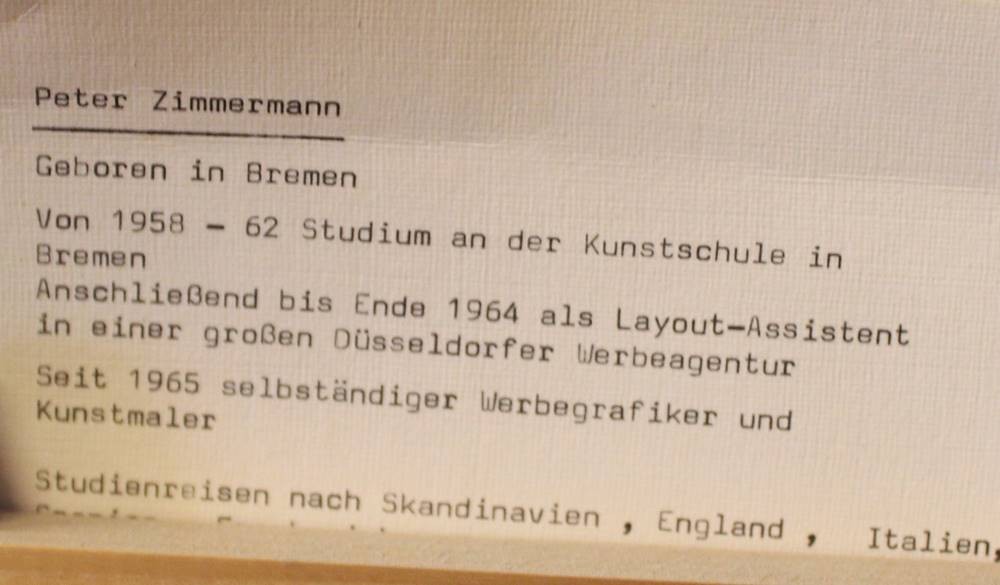 Peter Zimmermann
Geboren in Bremen
Von 1958 – 62 Studium an der Kunstschule in
Bremen
Anschließend bis Ende 1964 als Layout-Assistent
in einer großen Düsseldorfer Werbeagentur
Seit 1965 selbständiger Werbegrafiker und
Kunstmaler
Studienreisen nach Skandinavien , England , Italien,